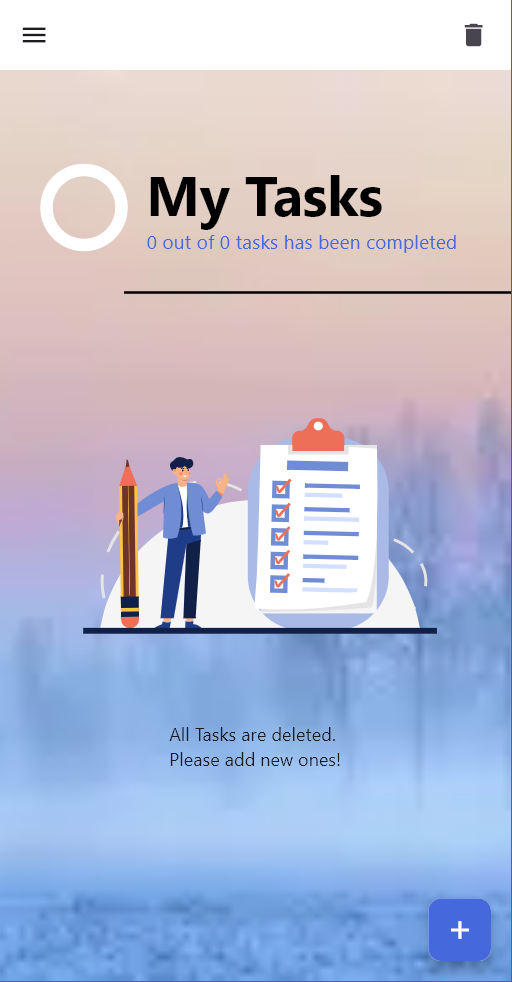 My Tasks
0 out of 0 tasks has been completed
All Tasks are deleted.
Please add new ones!